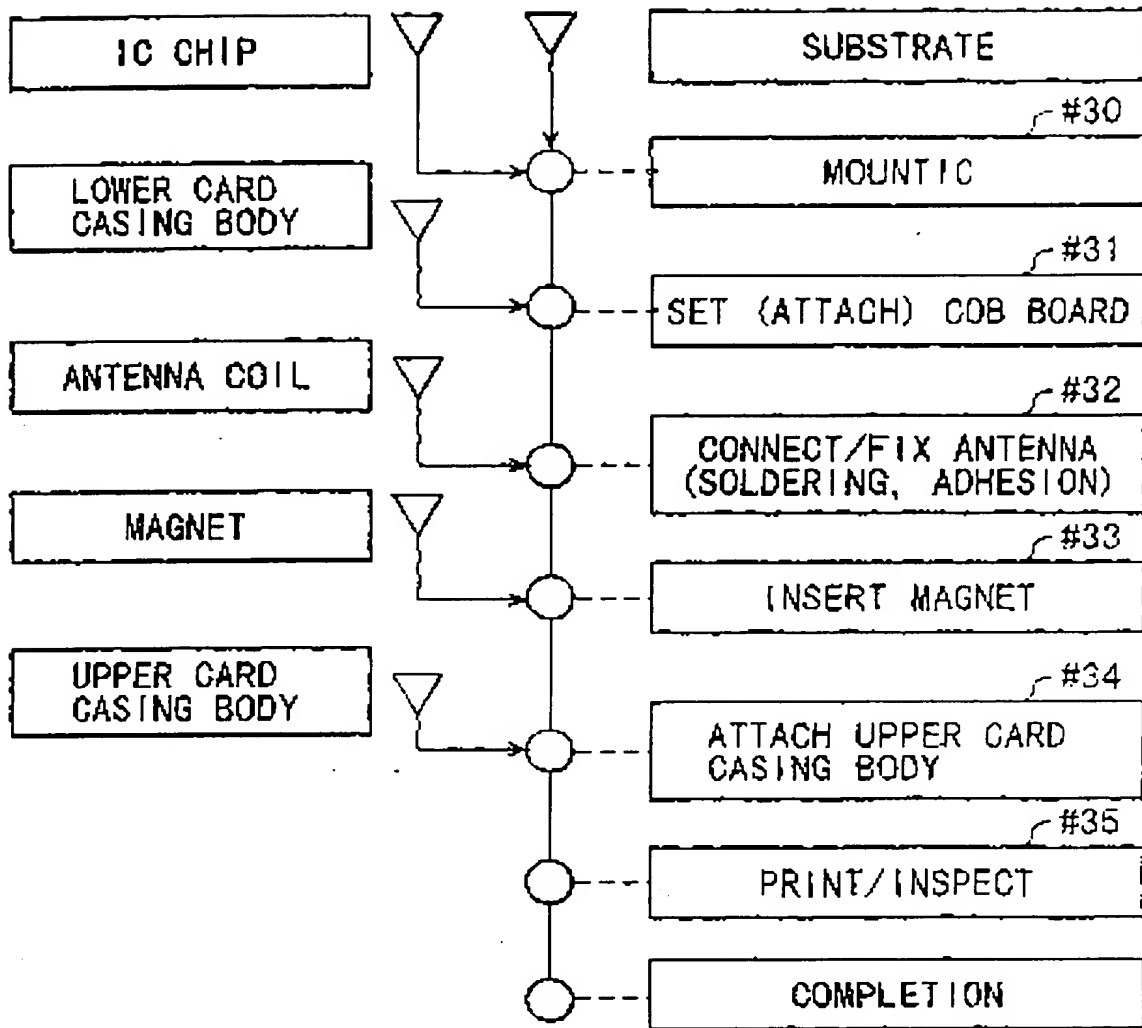 IC CHIP
SUBSTRATE
#30
MOUNTIC
LOWER CARD
CASING BODY
#31
SET (ATTACH) COB BOARD
ANTENNA COIL
#32
CONNECT/FIX ANTENNA
(SOLDERING, ADHESION)
MAGNET
#33
INSERT MAGNET
UPPER CARD
CASING BODY
#34
ATTACH UPPER CARD
CASING BODY
#35
PRINT/INSPECT
COMPLETION